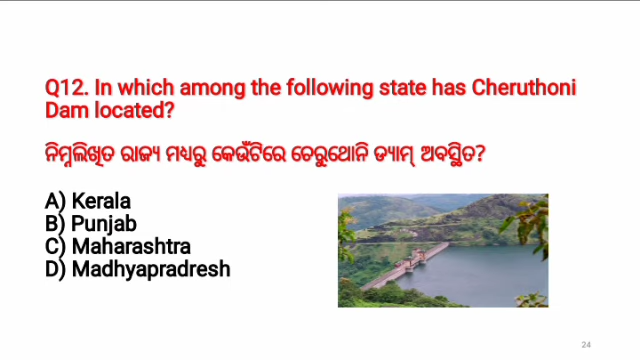 Q12. In which among the following state has Cheruthoni
Dam located?
ନିମ୍ନଲିଖିତ ରାଜ୍ୟ ମଧ୍ୟରୁ କେଉଁଟିରେ ଚେରୁଥୋନି ଡ୍ୟାମ୍ ଅବସ୍ଥିତ?
A) Kerala
B) Punjab
C) Maharashtra
D) Madhyapradresh
24